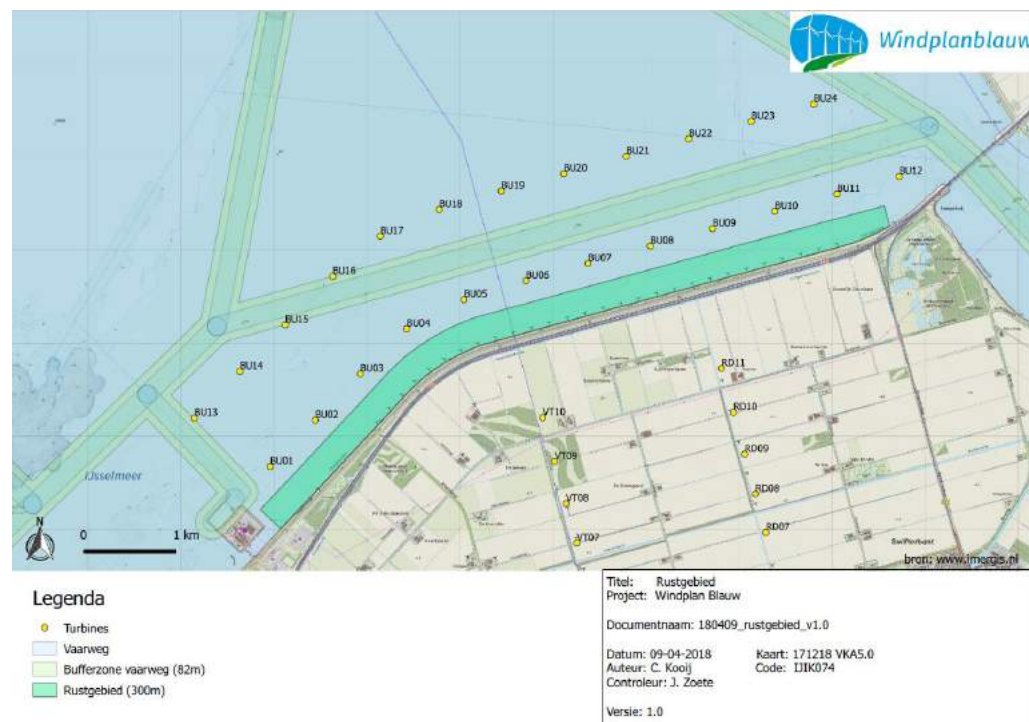 Windplanblauw
BU24
BU23
BU22
BU21
BU20
BU12
BU19
BU11
BU18
BU10
BU09
BU17
BU08
BU07
BU16
BU06
BU05
BU15
BU04
BU14
BU03
RD11
BU13
BU02
VT10
RD10
BU01
VT09
RD09
IJsselmeer
VT08
RD08
N
0 1 km
VT07
RD07
Swifterbant
bron: www.imergis.nl
Legenda
Turbines
Vaarweg
Bufferzone vaarweg (82m)
Rustgebied (300m)
Titel: Rustgebied
Project: Windplan Blauw
Documentnaam: 180409_rustgebied_v1.0
Datum: 09-04-2018 Kaart: 171218 VKA5.0
Auteur: C. Kooij Code: IJIK074
Controleur: J. Zoete
Versie: 1.0